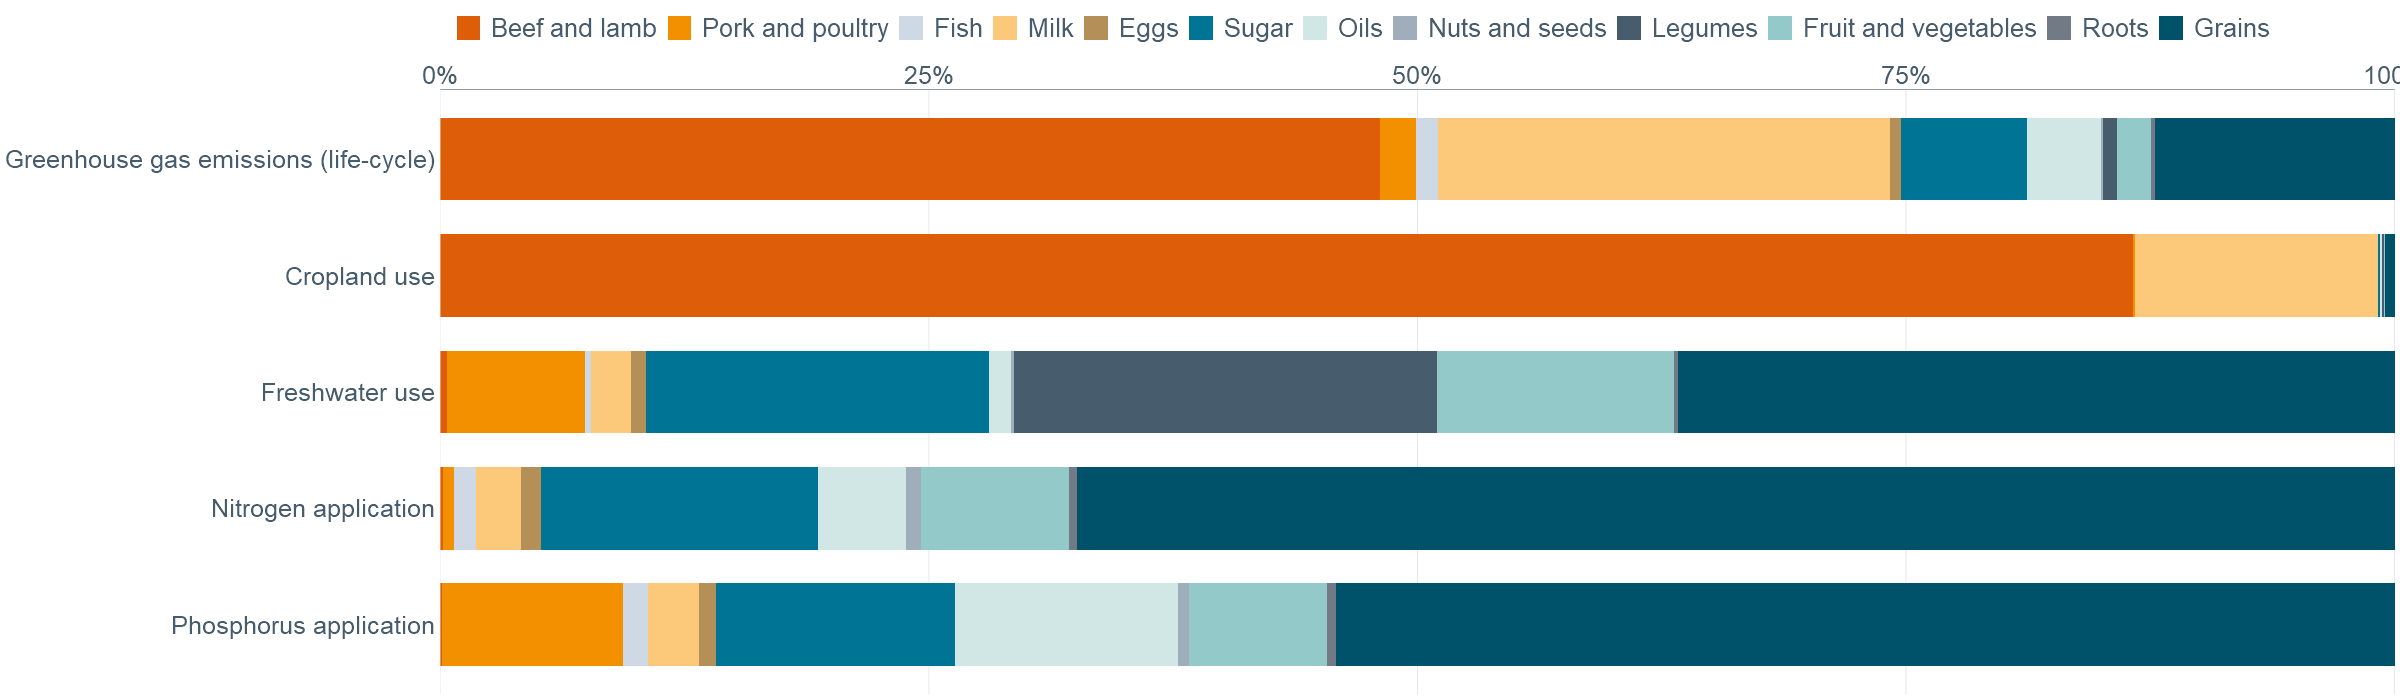 Beef and lamb Pork and poultry Fish Milk Eggs Sugar Oils Nuts and seeds Legumes Fruit and vegetables Roots Grains
0% 25% 50% 75% 100
Greenhouse gas emissions (life-cycle)
Cropland use
Freshwater use
Nitrogen application
Phosphorus application